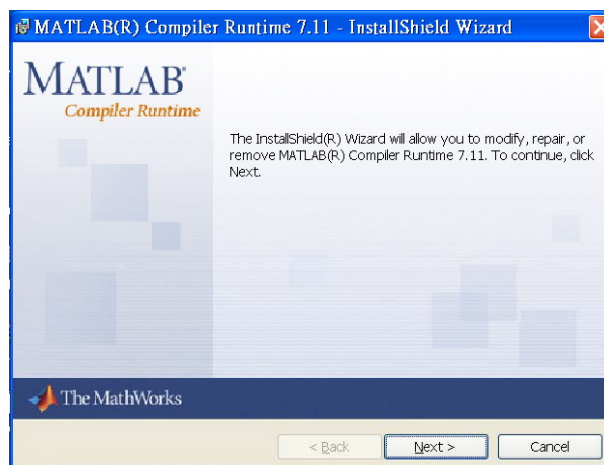 MATLAB(R) Compiler Runtime 7.11 - InstallShield Wizard
MATLAB®
Compiler Runtime
The InstallShield(R) Wizard will allow you to modify, repair, or
remove MATLAB(R) Compiler Runtime 7.11. To continue, click
Next.
The MathWorks
< Back
Next >
Cancel